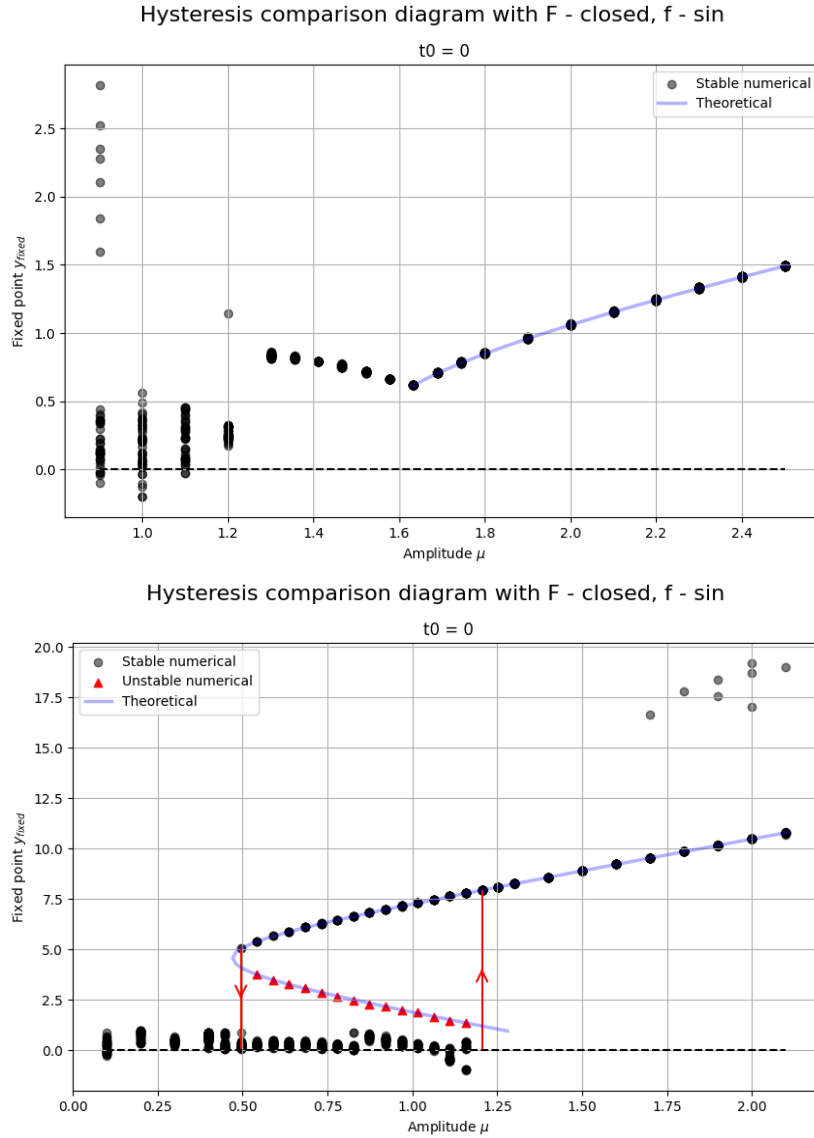 Hysteresis comparison diagram with F - closed, f - sin
t0 = 0
Stable numerical
Theoretical
2.5
2.0
1.5
1.0
0.5
0.0
Fixed point y_fixed
1.0
1.2
1.4
1.6
1.8
2.0
2.2
2.4
Amplitude μ
Hysteresis comparison diagram with F - closed, f - sin
t0 = 0
Stable numerical
Unstable numerical
Theoretical
20.0
17.5
15.0
12.5
10.0
7.5
5.0
2.5
0.0
Fixed point y_fixed
0.00
0.25
0.50
0.75
1.00
1.25
1.50
1.75
2.00
Amplitude μ